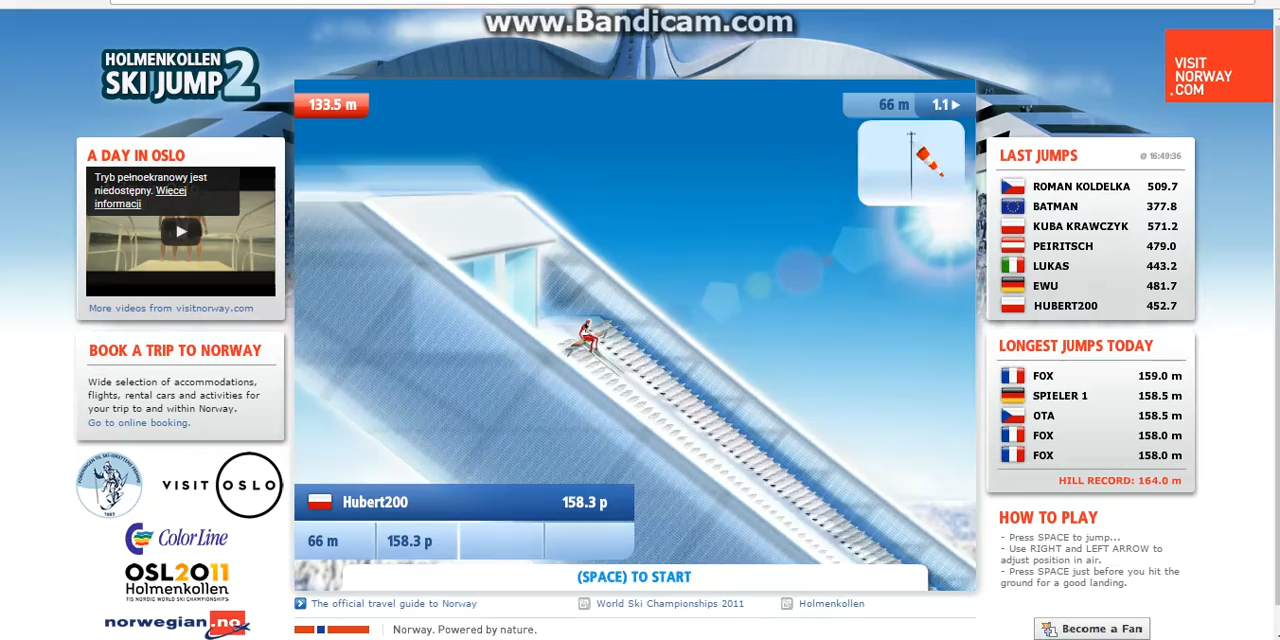 www.Bandicam.com
HOLMENKOLLEN
SKI JUMP 2
VISIT
NORWAY
.COM
133.5 m
66 m
1.1
A DAY IN OSLO
Tryb pełnoekranowy jest
niedostępny. Więcej
informacji
More videos from visitnorway.com
BOOK A TRIP TO NORWAY
Wide selection of accommodations,
flights, rental cars and activities for
your trip to and within Norway.
Go to online booking.
VISIT OSLO
ColorLine
OSL2011
Holmenkollen
FIS NORDIC WORLD SKI CHAMPIONSHIPS
norwegian.no
Hubert200 158.3 p
66 m 158.3 p
(SPACE) TO START
The official travel guide to Norway
World Ski Championships 2011
Holmenkollen
Norway. Powered by nature.
LAST JUMPS @ 16:49:36
ROMAN KOLDELKA 509.7
BATMAN 377.8
KUBA KRAWCZYK 571.2
PEIRITSCH 479.0
LUKAS 443.2
EWU 481.7
HUBERT200 452.7
LONGEST JUMPS TODAY
FOX 159.0 m
SPIELER 1 158.5 m
OTA 158.5 m
FOX 158.0 m
FOX 158.0 m
HILL RECORD: 164.0 m
HOW TO PLAY
- Press SPACE to jump...
- Use RIGHT and LEFT ARROW to
adjust position in air.
- Press SPACE just before you hit the
ground for a good landing.
Become a Fan